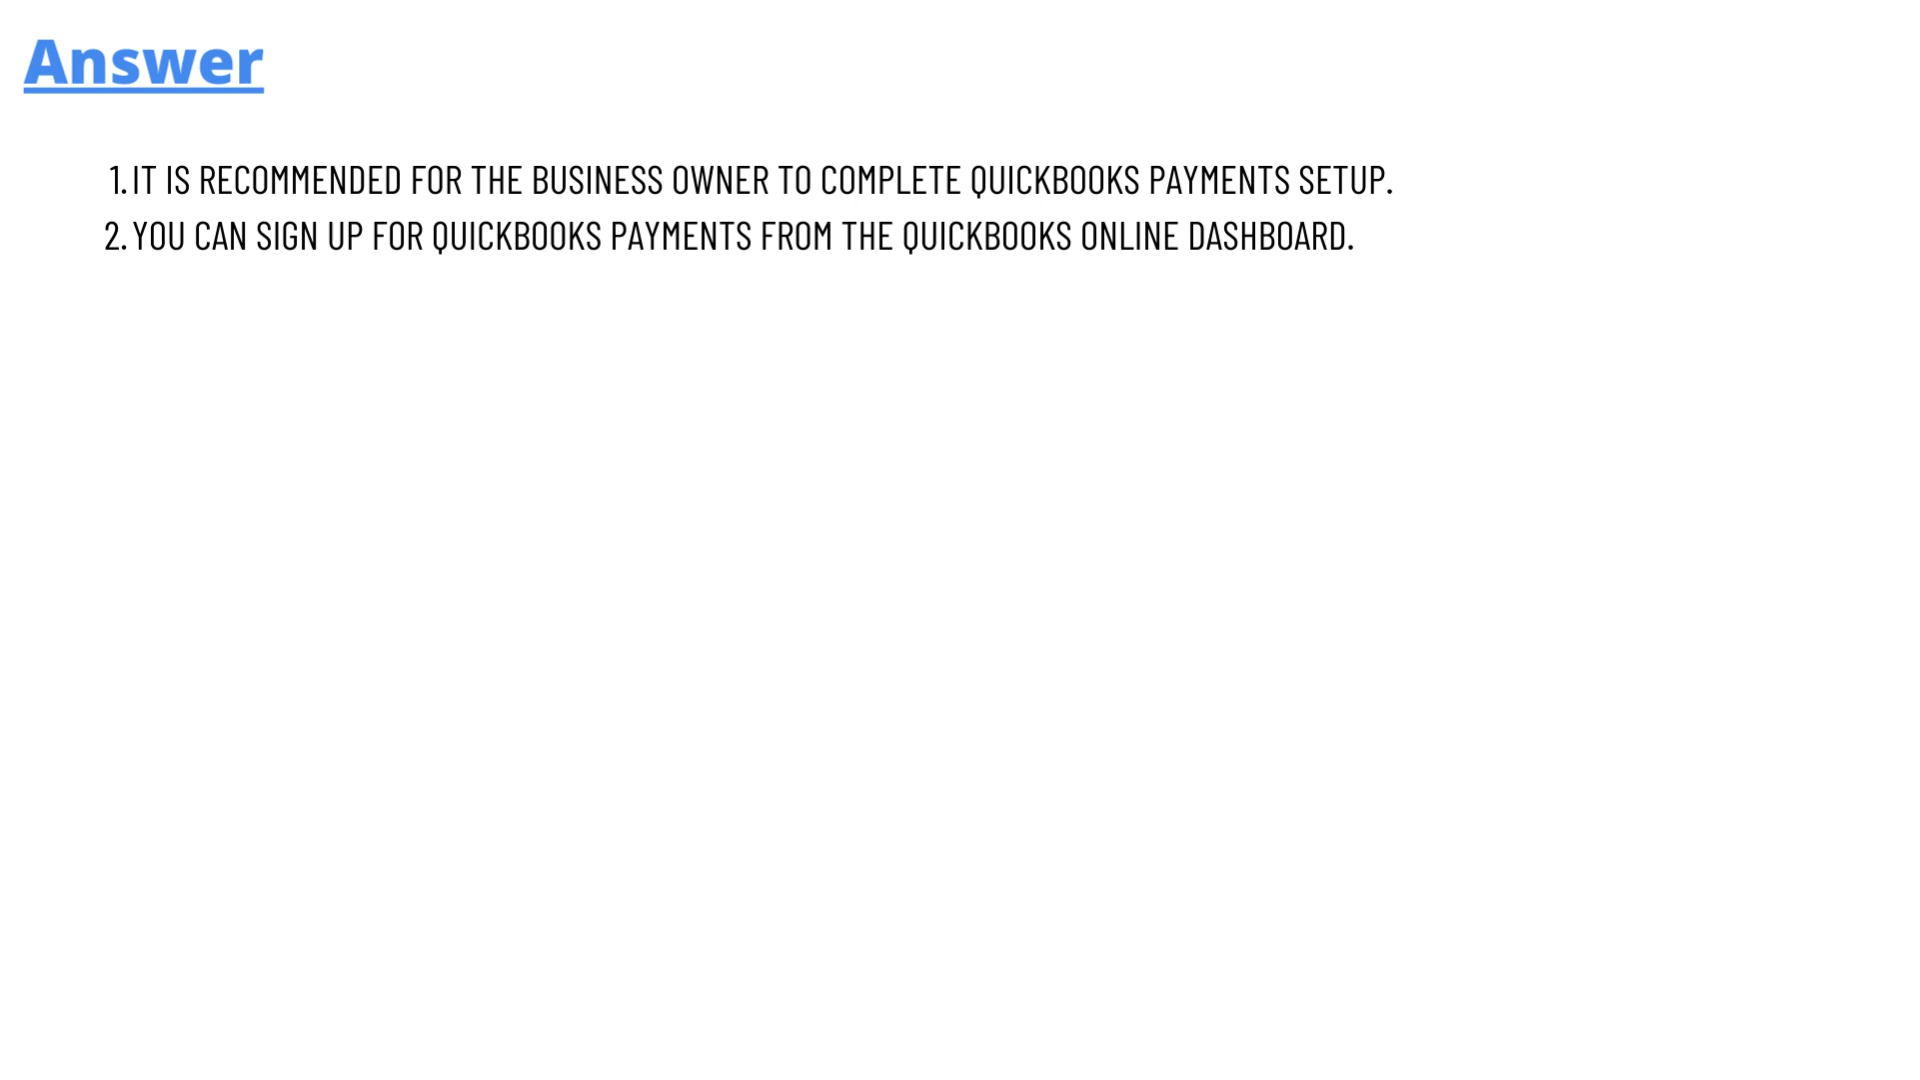 Answer
1. IT IS RECOMMENDED FOR THE BUSINESS OWNER TO COMPLETE QUICKBOOKS PAYMENTS SETUP.
2. YOU CAN SIGN UP FOR QUICKBOOKS PAYMENTS FROM THE QUICKBOOKS ONLINE DASHBOARD.